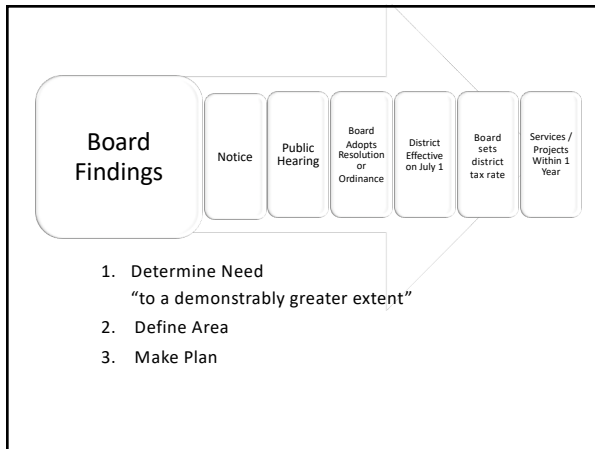 Board
Findings
Notice
Public
Hearing
Board
Adopts
Resolution
or
Ordinance
District
Effective
on July 1
Board
sets
district
tax rate
Services /
Projects
Within 1
Year
1. Determine Need
“to a demonstrably greater extent”
2. Define Area
3. Make Plan